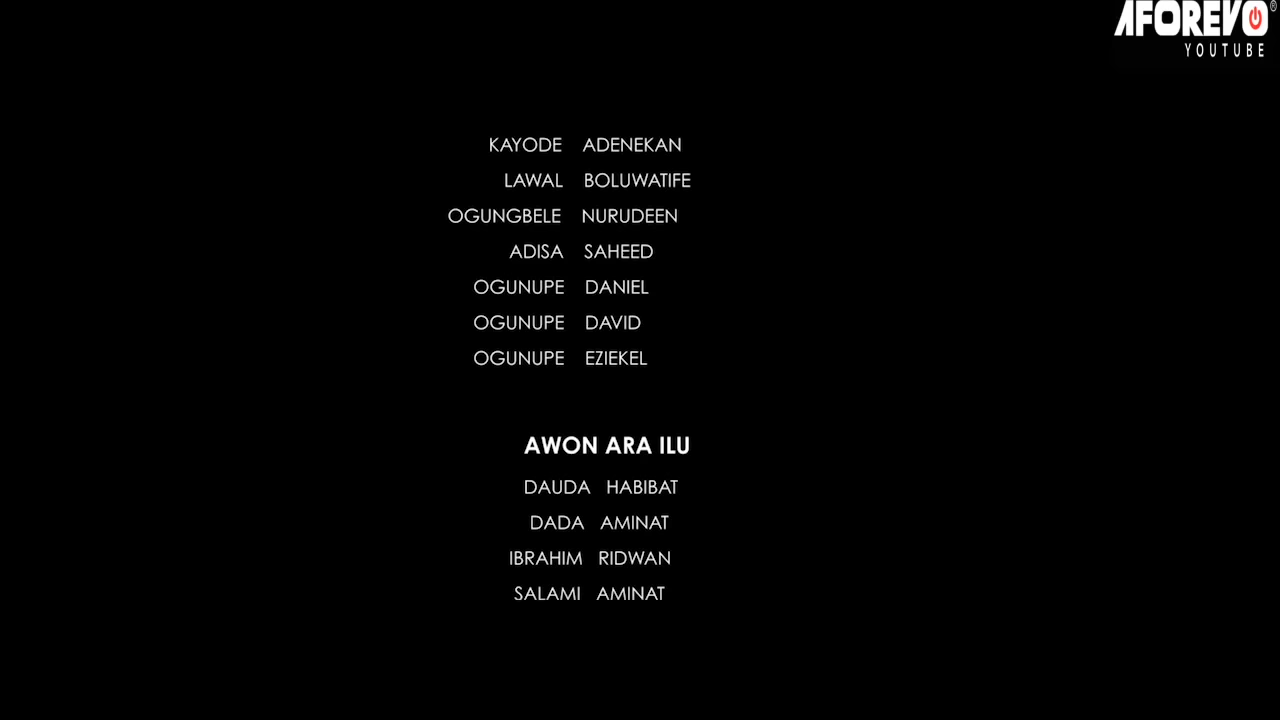 AFOREVO®
YOUTUBE
KAYODE ADENEKAN
LAWAL BOLUWATIFE
OGUNGBELE NURUDEEN
ADISA SAHEED
OGUNUPE DANIEL
OGUNUPE DAVID
OGUNUPE EZIEKEL
AWON ARA ILU
DAUDA HABIBAT
DADA AMINAT
IBRAHIM RIDWAN
SALAMI AMINAT